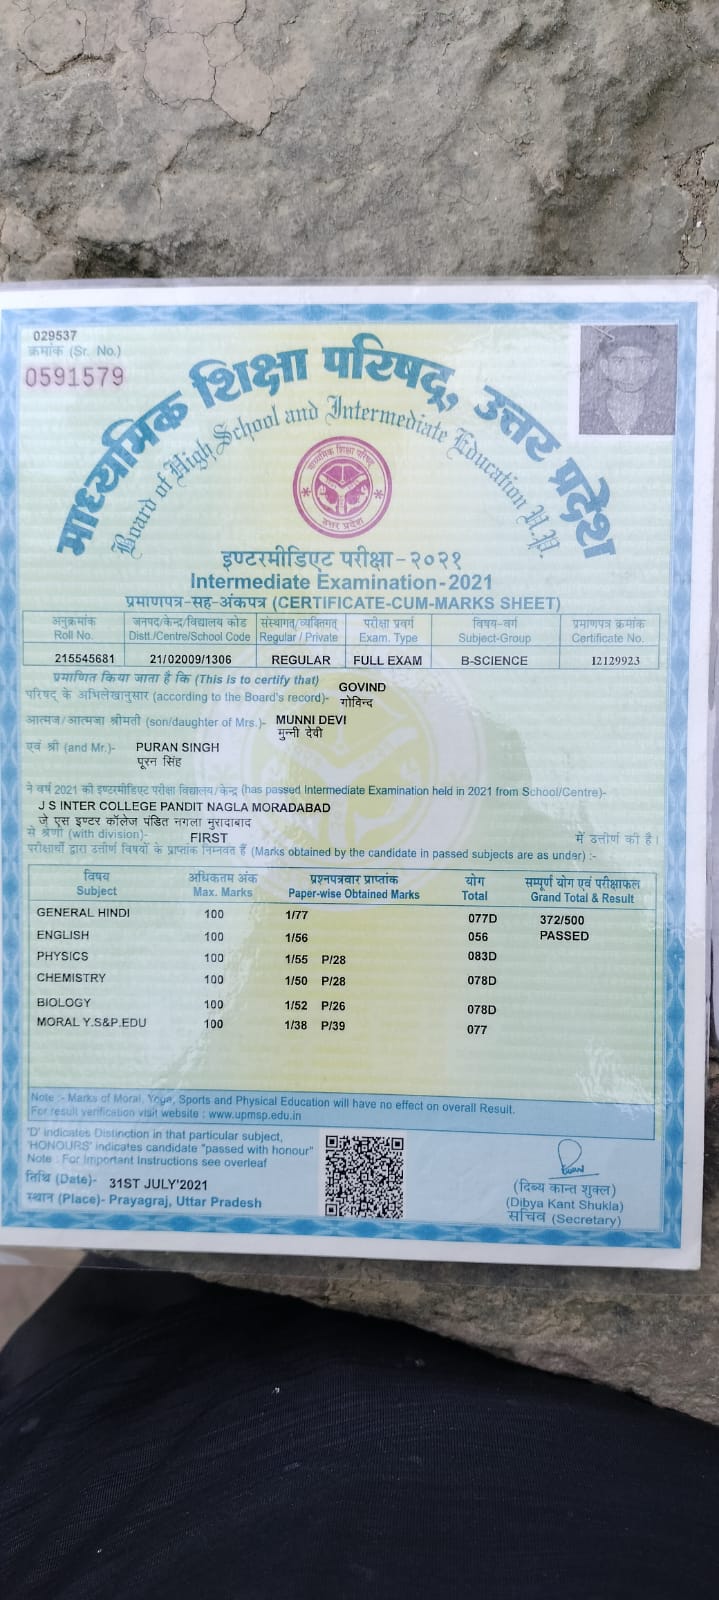 029537
क्रमांक (Sr. No.)
0591579
माध्यमिक शिक्षा परिषद्, उत्तर प्रदेश
Board of High School and Intermediate Education U.P.
माध्यमिक शिक्षा परिषद्
उत्तर प्रदेश
इण्टरमीडिएट परीक्षा-२०२१
Intermediate Examination-2021
प्रमाणपत्र-सह-अंकपत्र (CERTIFICATE-CUM-MARKS SHEET)
अनुक्रमांक जनपद/केन्द्र/विद्यालय कोड संस्थागत/व्यक्तिगत परीक्षा प्रवर्ग विषय-वर्ग प्रमाणपत्र क्रमांक
Roll No. Distt./Centre/School Code Regular / Private Exam. Type Subject-Group Certificate No.
215545681 21/02009/1306 REGULAR FULL EXAM B-SCIENCE 12129923
प्रमाणित किया जाता है कि (This is to certify that)
परिषद् के अभिलेखानुसार (according to the Board's record)- GOVIND
गोविन्द
आत्मज/आत्मजा श्रीमती (son/daughter of Mrs.)- MUNNI DEVI
मुन्नी देवी
एवं श्री (and Mr.)- PURAN SINGH
पूरन सिंह
ने वर्ष 2021 की इण्टरमीडिएट परीक्षा विद्यालय/केन्द्र (has passed Intermediate Examination held in 2021 from School/Centre)-
J S INTER COLLEGE PANDIT NAGLA MORADABAD
जे एस इण्टर कॉलेज पंडित नगला मुरादाबाद
से श्रेणी (with division)- FIRST में उत्तीर्ण की है।
परीक्षार्थी द्वारा उत्तीर्ण विषयों के प्राप्तांक निम्नवत हैं (Marks obtained by the candidate in passed subjects are as under) :-
विषय अधिकतम अंक प्रश्नपत्रवार प्राप्तांक योग सम्पूर्ण योग एवं परीक्षाफल
Subject Max. Marks Paper-wise Obtained Marks Total Grand Total & Result
GENERAL HINDI 100 1/77 077D 372/500
ENGLISH 100 1/56 056 PASSED
PHYSICS 100 1/55 P/28 083D
CHEMISTRY 100 1/50 P/28 078D
BIOLOGY 100 1/52 P/26 078D
MORAL Y.S&P.EDU 100 1/38 P/39 077
Note :- Marks of Moral, Yoga, Sports and Physical Education will have no effect on overall Result.
For result verification visit website : www.upmsp.edu.in
'D' indicates Distinction in that particular subject,
'HONOURS' indicates candidate "passed with honour"
Note : For Important Instructions see overleaf
तिथि (Date)- 31ST JULY'2021
स्थान (Place)- Prayagraj, Uttar Pradesh
(दिब्य कान्त शुक्ल)
(Dibya Kant Shukla)
सचिव (Secretary)